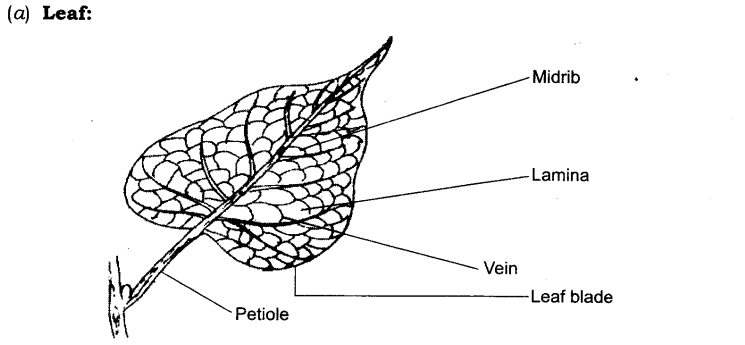 (a) Leaf:
Midrib
Lamina
Vein
Leaf blade
Petiole